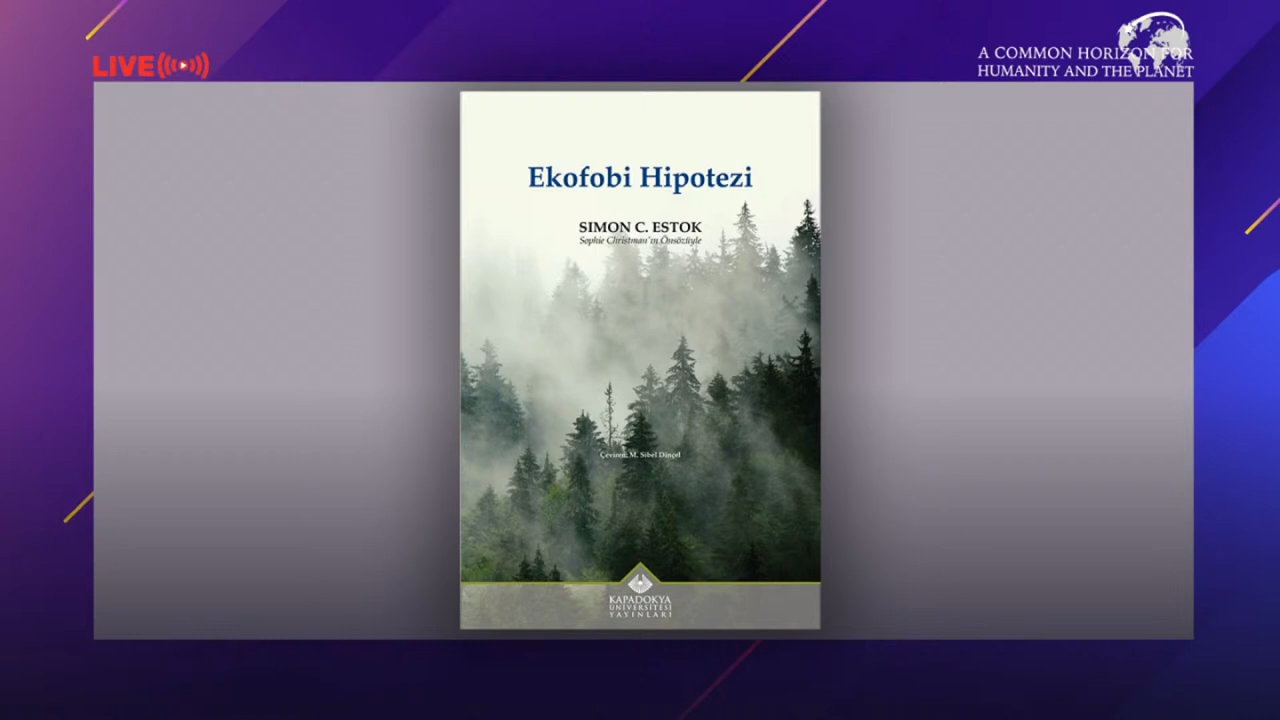 LIVE
A COMMON HORIZON FOR
HUMANITY AND THE PLANET
Ekofobi Hipotezi
SIMON C. ESTOK
Sophie Christman'ın Önsözüyle
Çeviren: M. Sibel Dinçel
KAPADOKYA
ÜNİVERSİTESİ
YAYINLARI